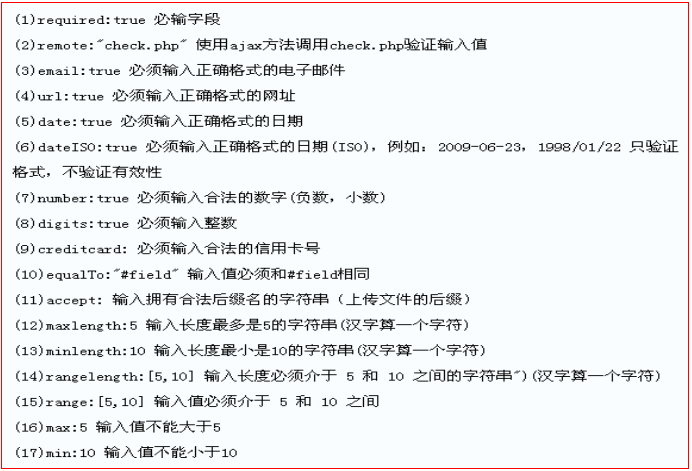 (1)required:true 必输字段
(2)remote:"check.php" 使用ajax方法调用check.php验证输入值
(3)email:true 必须输入正确格式的电子邮件
(4)url:true 必须输入正确格式的网址
(5)date:true 必须输入正确格式的日期
(6)dateISO:true 必须输入正确格式的日期(ISO)，例如：2009-06-23，1998/01/22 只验证
格式，不验证有效性
(7)number:true 必须输入合法的数字(负数，小数)
(8)digits:true 必须输入整数
(9)creditcard: 必须输入合法的信用卡号
(10)equalTo:"#field" 输入值必须和#field相同
(11)accept: 输入拥有合法后缀名的字符串（上传文件的后缀）
(12)maxlength:5 输入长度最多是5的字符串(汉字算一个字符)
(13)minlength:10 输入长度最小是10的字符串(汉字算一个字符)
(14)rangelength:[5,10] 输入长度必须介于 5 和 10 之间的字符串")(汉字算一个字符)
(15)range:[5,10] 输入值必须介于 5 和 10 之间
(16)max:5 输入值不能大于5
(17)min:10 输入值不能小于10